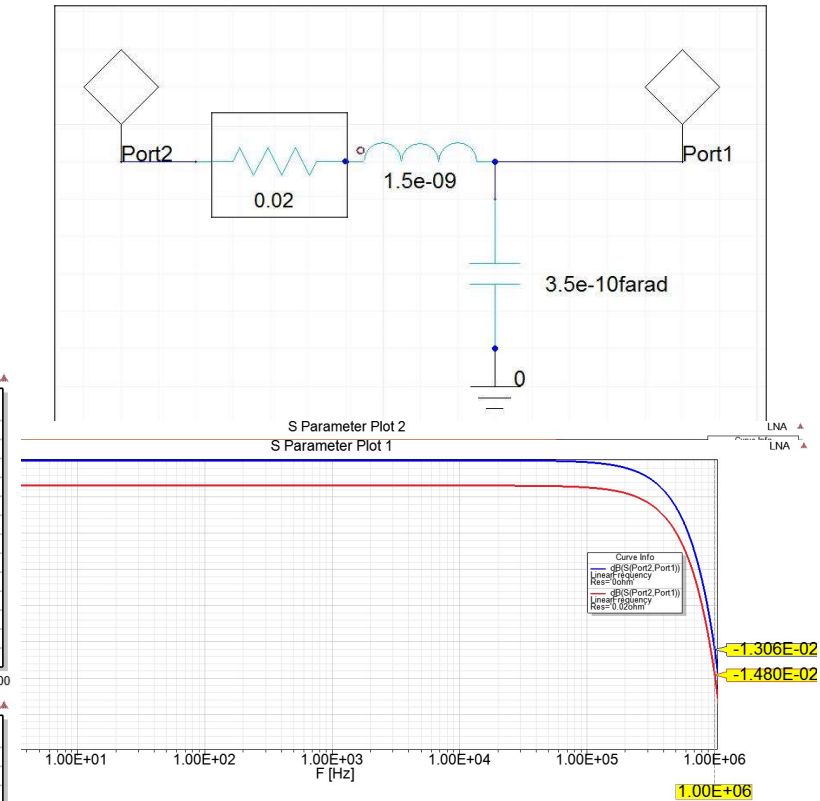 Port2
Port1
0.02
1.5e-09
3.5e-10farad
0
S Parameter Plot 2
LNA
S Parameter Plot 1
LNA
Curve Info
dB(S(Port2,Port1))
LinearFrequency
Res='0ohm'
dB(S(Port2,Port1))
LinearFrequency
Res='0.02ohm'
-1.306E-02
-1.480E-02
00
1.00E+01
1.00E+02
1.00E+03
1.00E+04
1.00E+05
1.00E+06
F [Hz]
1.00E+06